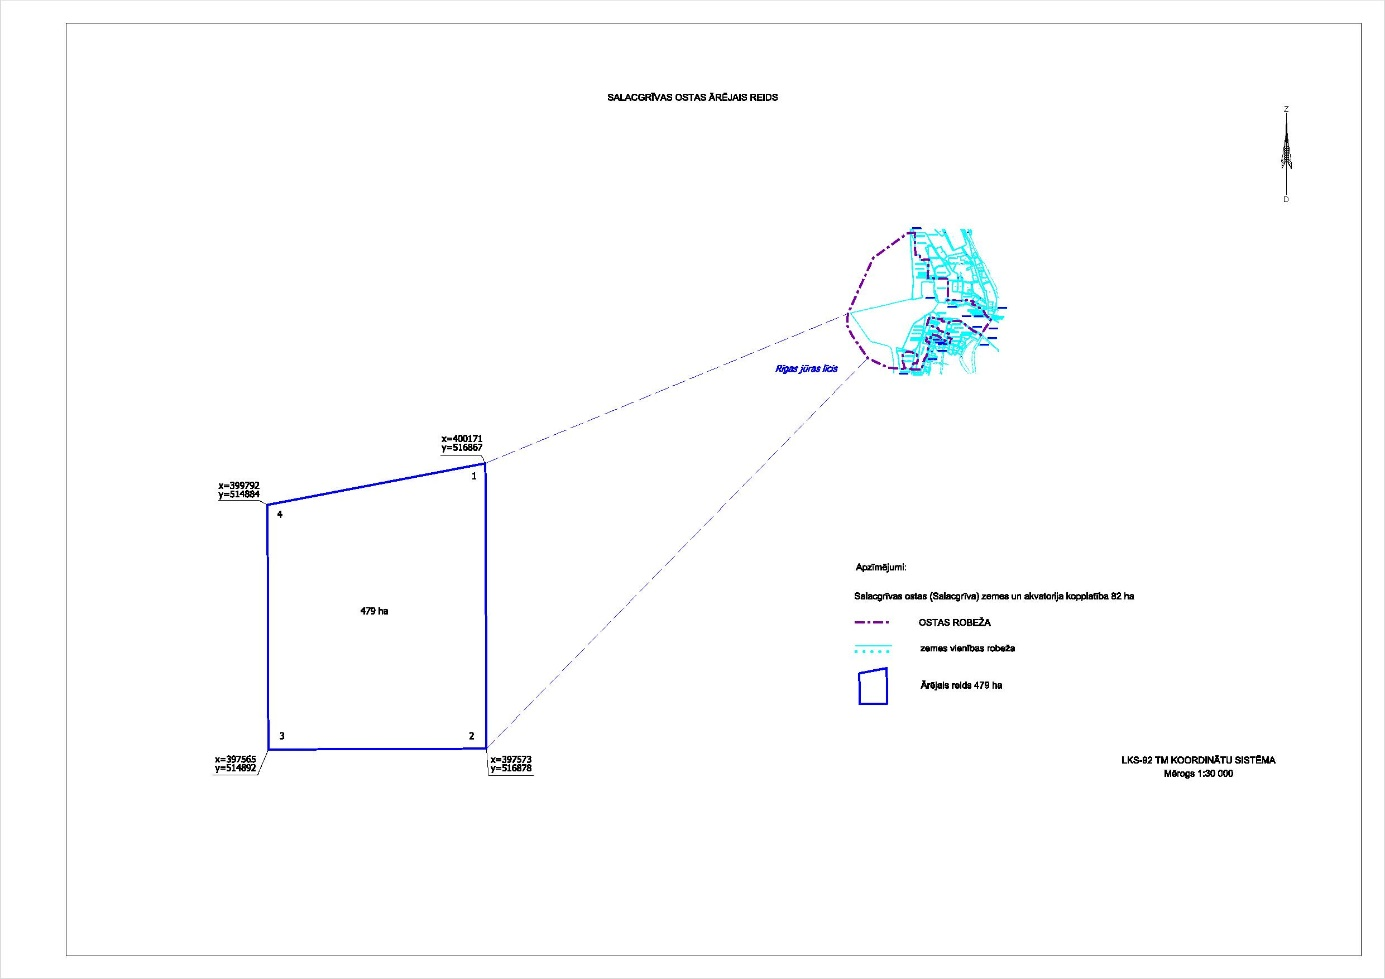 SALACGRĪVAS OSTAS ĀRĒJAIS REIDS
Z
D
Rīgas jūras līcis
x=400171
y=516867
1
x=399792
y=514884
4
479 ha
3
2
x=397565
y=514892
x=397573
y=516878
Apzīmējumi:
Salacgrīvas ostas (Salacgrīva) zemes un akvatorija kopplatība 82 ha
OSTAS ROBEŽA
zemes vienības robeža
Ārējais reids 479 ha
LKS-92 TM KOORDINĀTU SISTĒMA
Mērogs 1:30 000